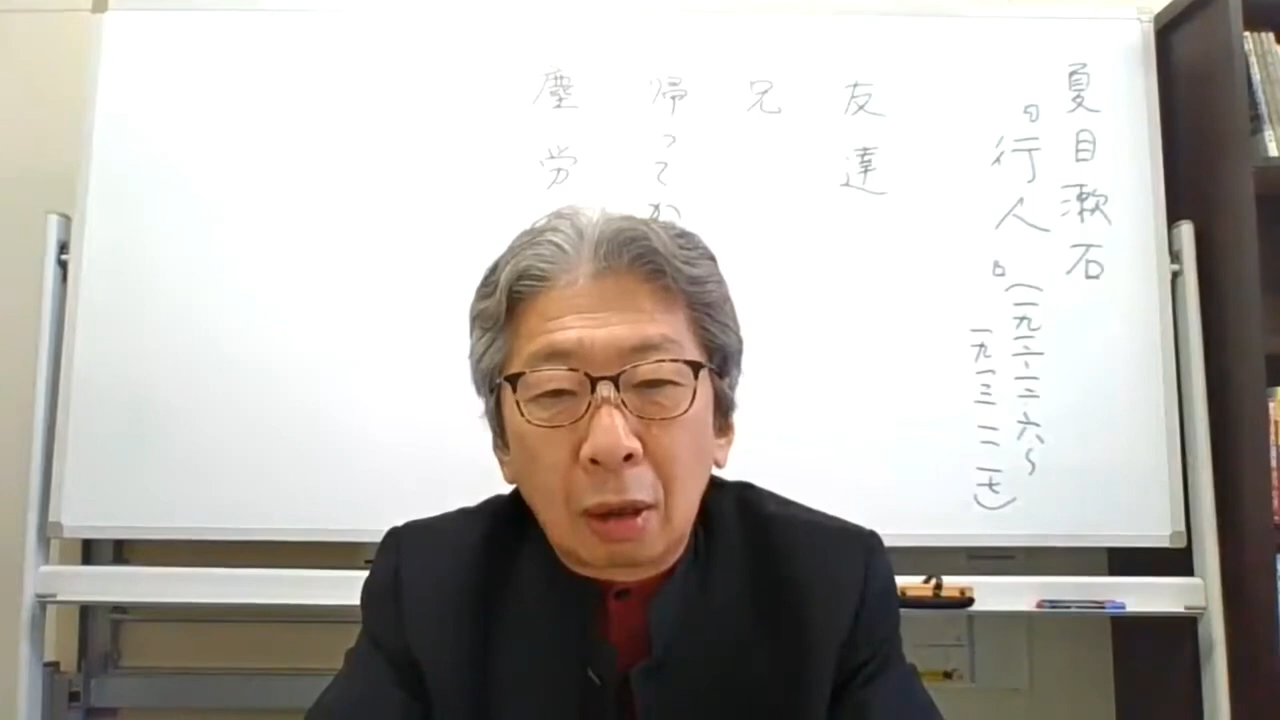 夏目漱石
『行人』(一九一二・一二・六〜
一九一三・一一・一七)
友達
兄
帰ってか
塵労